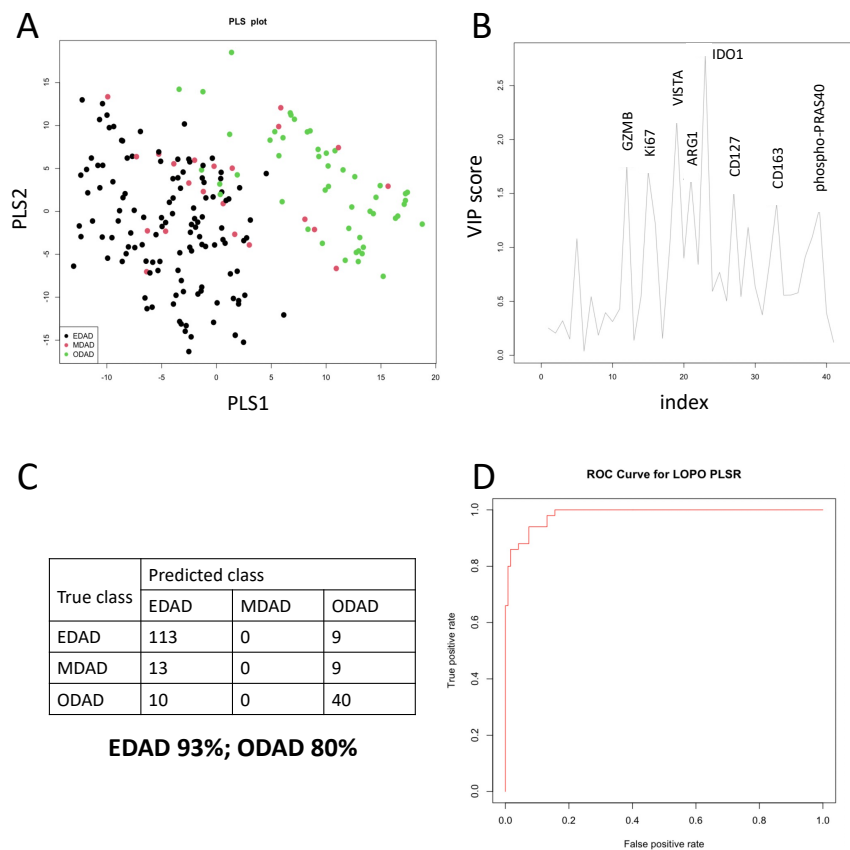 A
PLS plot
PLS2
15
10
5
0
-5
-10
-15
EDAD
MDAD
ODAD
-10 -5 0 5 10 15 20
PLS1
B
VIP score
2.5
2.0
1.5
1.0
0.5
0.0
GZMB
Ki67
VISTA
ARG1
IDO1
CD127
CD163
phospho-PRAS40
0 10 20 30 40
index
C
True class Predicted class
EDAD MDAD ODAD
EDAD 113 0 9
MDAD 13 0 9
ODAD 10 0 40
EDAD 93%; ODAD 80%
D
ROC Curve for LOPO PLSR
True positive rate
1.0
0.8
0.6
0.4
0.2
0.0
0.0 0.2 0.4 0.6 0.8 1.0
False positive rate